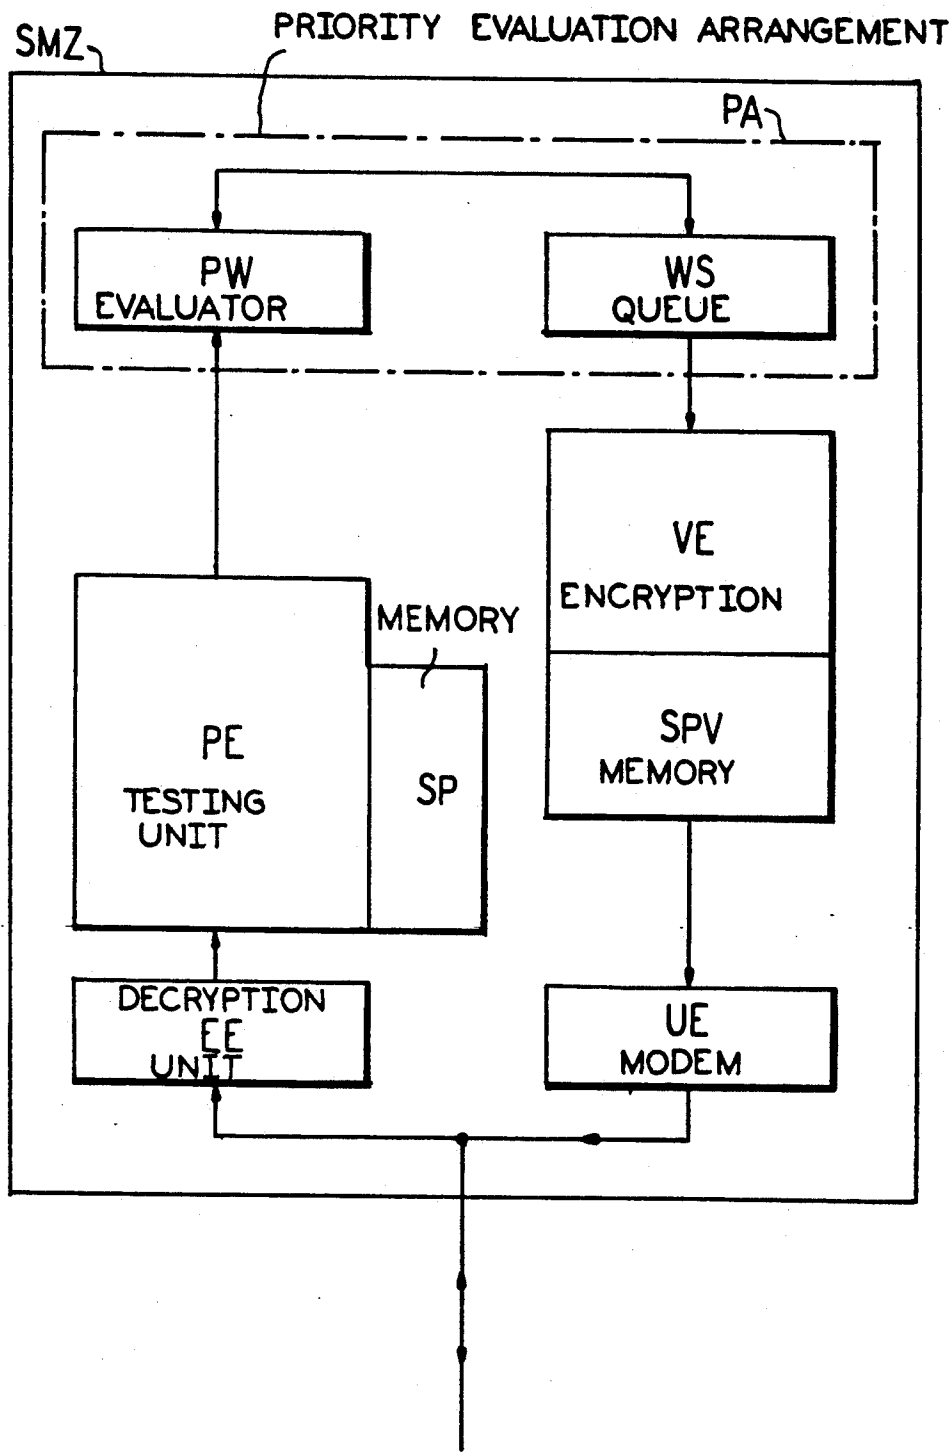 SMZ
PRIORITY EVALUATION ARRANGEMENT
PA
PW
EVALUATOR
WS
QUEUE
VE
ENCRYPTION
MEMORY
SPV
MEMORY
PE
TESTING
UNIT
SP
DECRYPTION
EE
UNIT
UE
MODEM